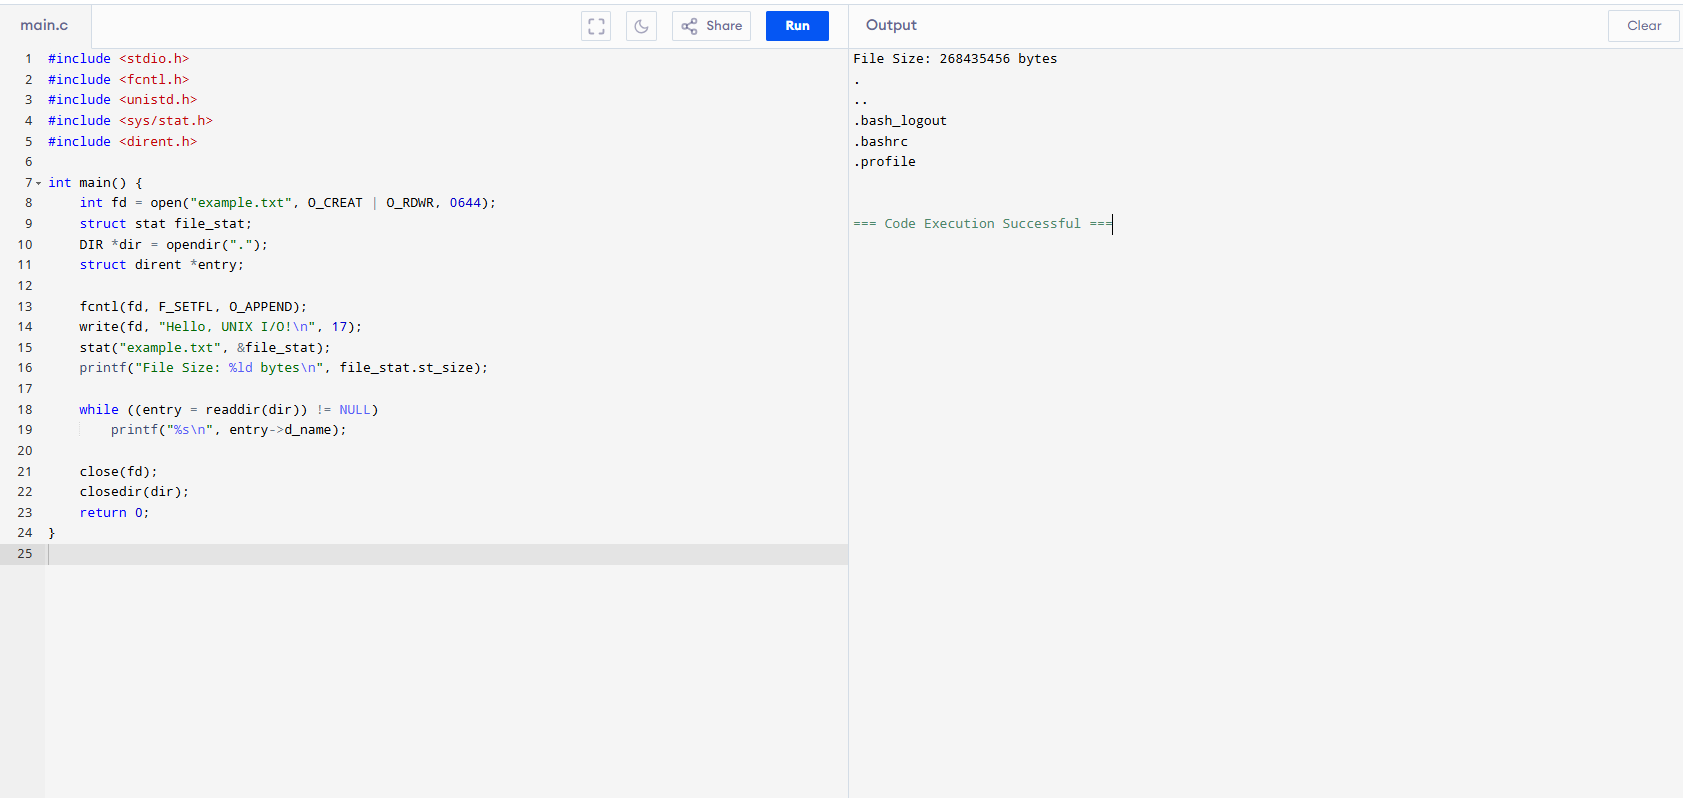 main.c
Share
Run
Output
Clear
1 #include <stdio.h>
2 #include <fcntl.h>
3 #include <unistd.h>
4 #include <sys/stat.h>
5 #include <dirent.h>
6
7 int main() {
8     int fd = open("example.txt", O_CREAT | O_RDWR, 0644);
9     struct stat file_stat;
10     DIR *dir = opendir(".");
11     struct dirent *entry;
12
13     fcntl(fd, F_SETFL, O_APPEND);
14     write(fd, "Hello, UNIX I/O!\n", 17);
15     stat("example.txt", &file_stat);
16     printf("File Size: %ld bytes\n", file_stat.st_size);
17
18     while ((entry = readdir(dir)) != NULL)
19         printf("%s\n", entry->d_name);
20
21     close(fd);
22     closedir(dir);
23     return 0;
24 }
25
File Size: 268435456 bytes
.
..
.bash_logout
.bashrc
.profile
=== Code Execution Successful ===